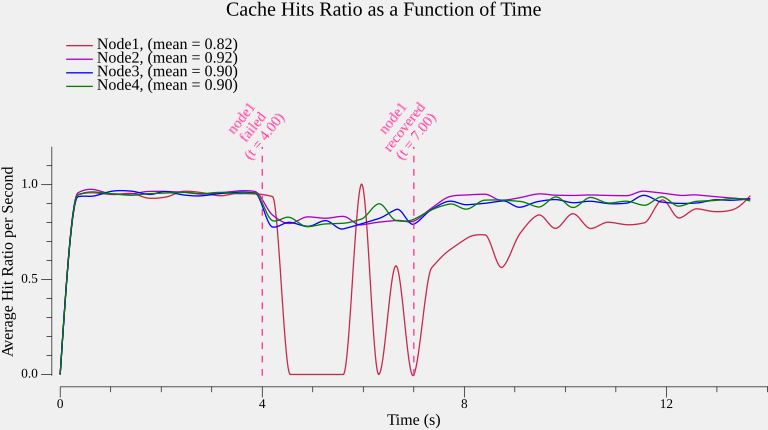 Cache Hits Ratio as a Function of Time
Node1, (mean = 0.82)
Node2, (mean = 0.92)
Node3, (mean = 0.90)
Node4, (mean = 0.90)
node1
failed
(t = 4.00)
node1
recovered
(t = 7.00)
Average Hit Ratio per Second
1.0
0.5
0.0
0
4
8
12
Time (s)